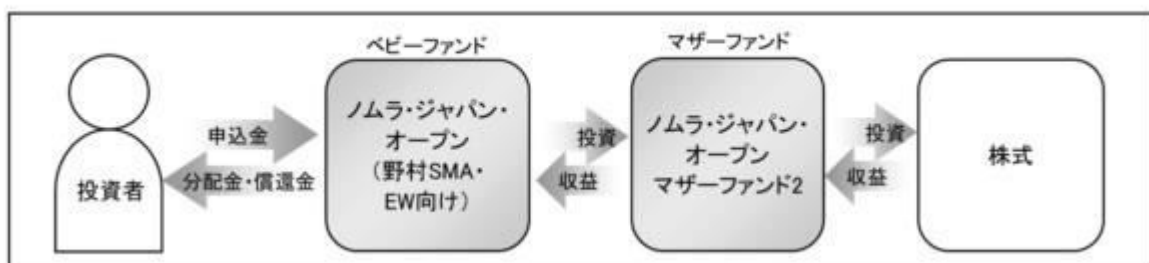 ベビーファンド
マザーファンド
投資者
申込金
分配金・償還金
ノムラ・ジャパン・
オープン
(野村SMA・
EW向け)
投資
収益
ノムラ・ジャパン・
オープン
マザーファンド2
投資
収益
株式